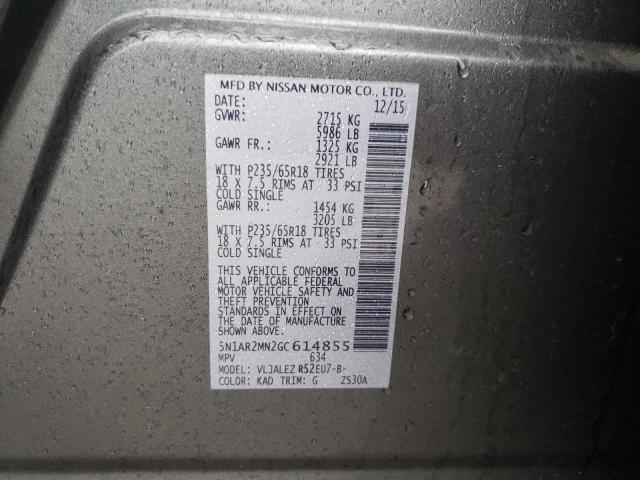 MFD BY NISSAN MOTOR CO., LTD.
DATE: 12/15
GVWR: 2715 KG
5986 LB
GAWR FR.: 1325 KG
2921 LB
WITH P235/65R18 TIRES
18 X 7.5 RIMS AT 33 PSI
COLD SINGLE
GAWR RR.: 1454 KG
3205 LB
WITH P235/65R18 TIRES
18 X 7.5 RIMS AT 33 PSI
COLD SINGLE
THIS VEHICLE CONFORMS TO
ALL APPLICABLE FEDERAL
MOTOR VEHICLE SAFETY AND
THEFT PREVENTION
STANDARDS IN EFFECT ON
THE DATE OF MANUFACTURE
SHOWN ABOVE.
5N1AR2MN2GC614855
MPV 634
MODEL: VLJALEZ R52EU7-B-
COLOR: KAD TRIM: G ZS30A